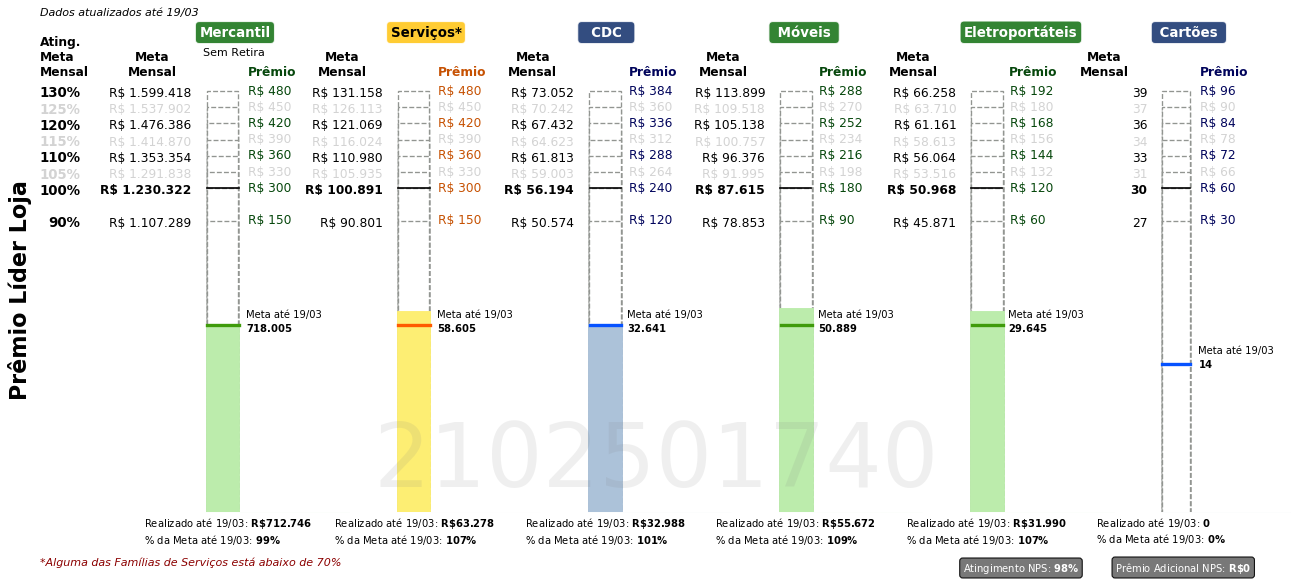 Dados atualizados até 19/03
Mercantil Serviços* CDC Móveis Eletroportáteis Cartões
Sem Retira
Ating. Meta Mensal Meta Mensal Prêmio Meta Mensal Prêmio Meta Mensal Prêmio Meta Mensal Prêmio Meta Mensal Prêmio Meta Mensal Prêmio
130% R$ 1.599.418 R$ 480 R$ 131.158 R$ 480 R$ 73.052 R$ 384 R$ 113.899 R$ 288 R$ 66.258 R$ 192 39 R$ 96
125% R$ 1.537.902 R$ 450 R$ 126.113 R$ 450 R$ 70.242 R$ 360 R$ 109.518 R$ 270 R$ 63.710 R$ 180 37 R$ 90
120% R$ 1.476.386 R$ 420 R$ 121.069 R$ 420 R$ 67.432 R$ 336 R$ 105.138 R$ 252 R$ 61.161 R$ 168 36 R$ 84
115% R$ 1.414.870 R$ 390 R$ 116.024 R$ 390 R$ 64.623 R$ 312 R$ 100.757 R$ 234 R$ 58.613 R$ 156 34 R$ 78
110% R$ 1.353.354 R$ 360 R$ 110.980 R$ 360 R$ 61.813 R$ 288 R$ 96.376 R$ 216 R$ 56.064 R$ 144 33 R$ 72
105% R$ 1.291.838 R$ 330 R$ 105.935 R$ 330 R$ 59.003 R$ 264 R$ 91.995 R$ 198 R$ 53.516 R$ 132 31 R$ 66
100% R$ 1.230.322 R$ 300 R$ 100.891 R$ 300 R$ 56.194 R$ 240 R$ 87.615 R$ 180 R$ 50.968 R$ 120 30 R$ 60
90% R$ 1.107.289 R$ 150 R$ 90.801 R$ 150 R$ 50.574 R$ 120 R$ 78.853 R$ 90 R$ 45.871 R$ 60 27 R$ 30
Prêmio Líder Loja
Meta até 19/03 Meta até 19/03 Meta até 19/03 Meta até 19/03 Meta até 19/03
718.005 58.605 32.641 50.889 29.645
Meta até 19/03
14
2102501740
Realizado até 19/03: R$712.746 Realizado até 19/03: R$63.278 Realizado até 19/03: R$32.988 Realizado até 19/03: R$55.672 Realizado até 19/03: R$31.990 Realizado até 19/03: 0
% da Meta até 19/03: 99% % da Meta até 19/03: 107% % da Meta até 19/03: 101% % da Meta até 19/03: 109% % da Meta até 19/03: 107% % da Meta até 19/03: 0%
*Alguma das Famílias de Serviços está abaixo de 70%
Atingimento NPS: 98% Prêmio Adicional NPS: R$0